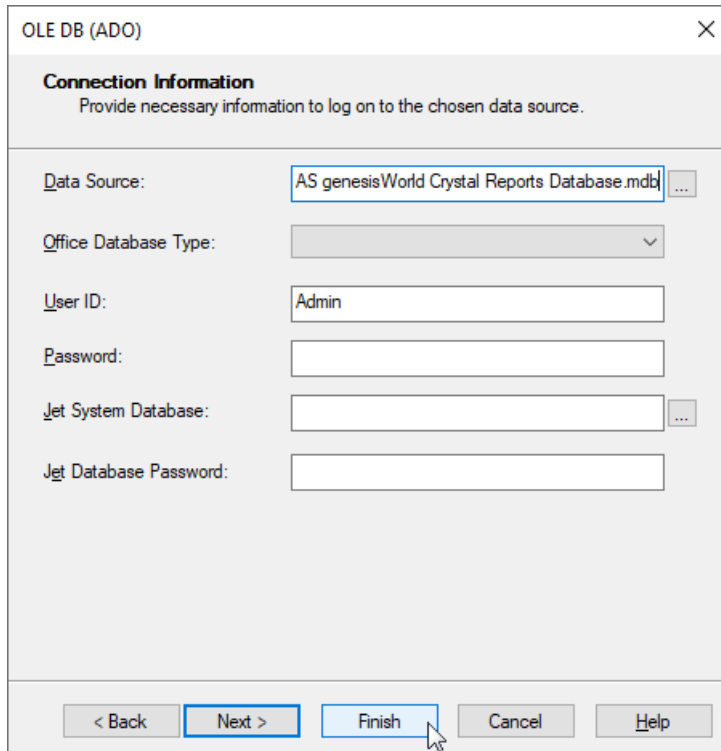 OLE DB (ADO)
Connection Information
Provide necessary information to log on to the chosen data source.
Data Source: AS genesisWorld Crystal Reports Database.mdb ...
Office Database Type:
User ID: Admin
Password:
Jet System Database: ...
Jet Database Password:
< Back Next > Finish Cancel Help